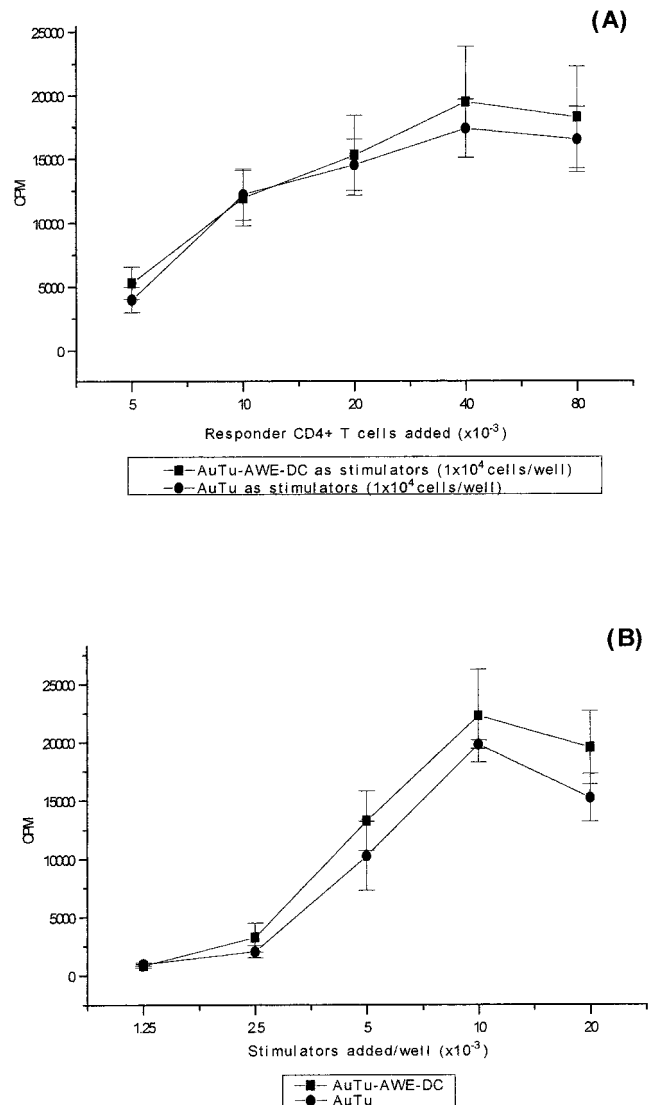 (A)
25000
20000
15000
10000
5000
0
CPM
5 10 20 40 80
Responder CD4+ T cells added (x10⁻³)
AuTu-AWE-DC as stimulators (1x10⁴ cells/well)
AuTu as stimulators (1x10⁴ cells/well)
(B)
25000
20000
15000
10000
5000
0
CPM
1.25 2.5 5 10 20
Stimulators added/well (x10⁻³)
AuTu-AWE-DC
AuTu